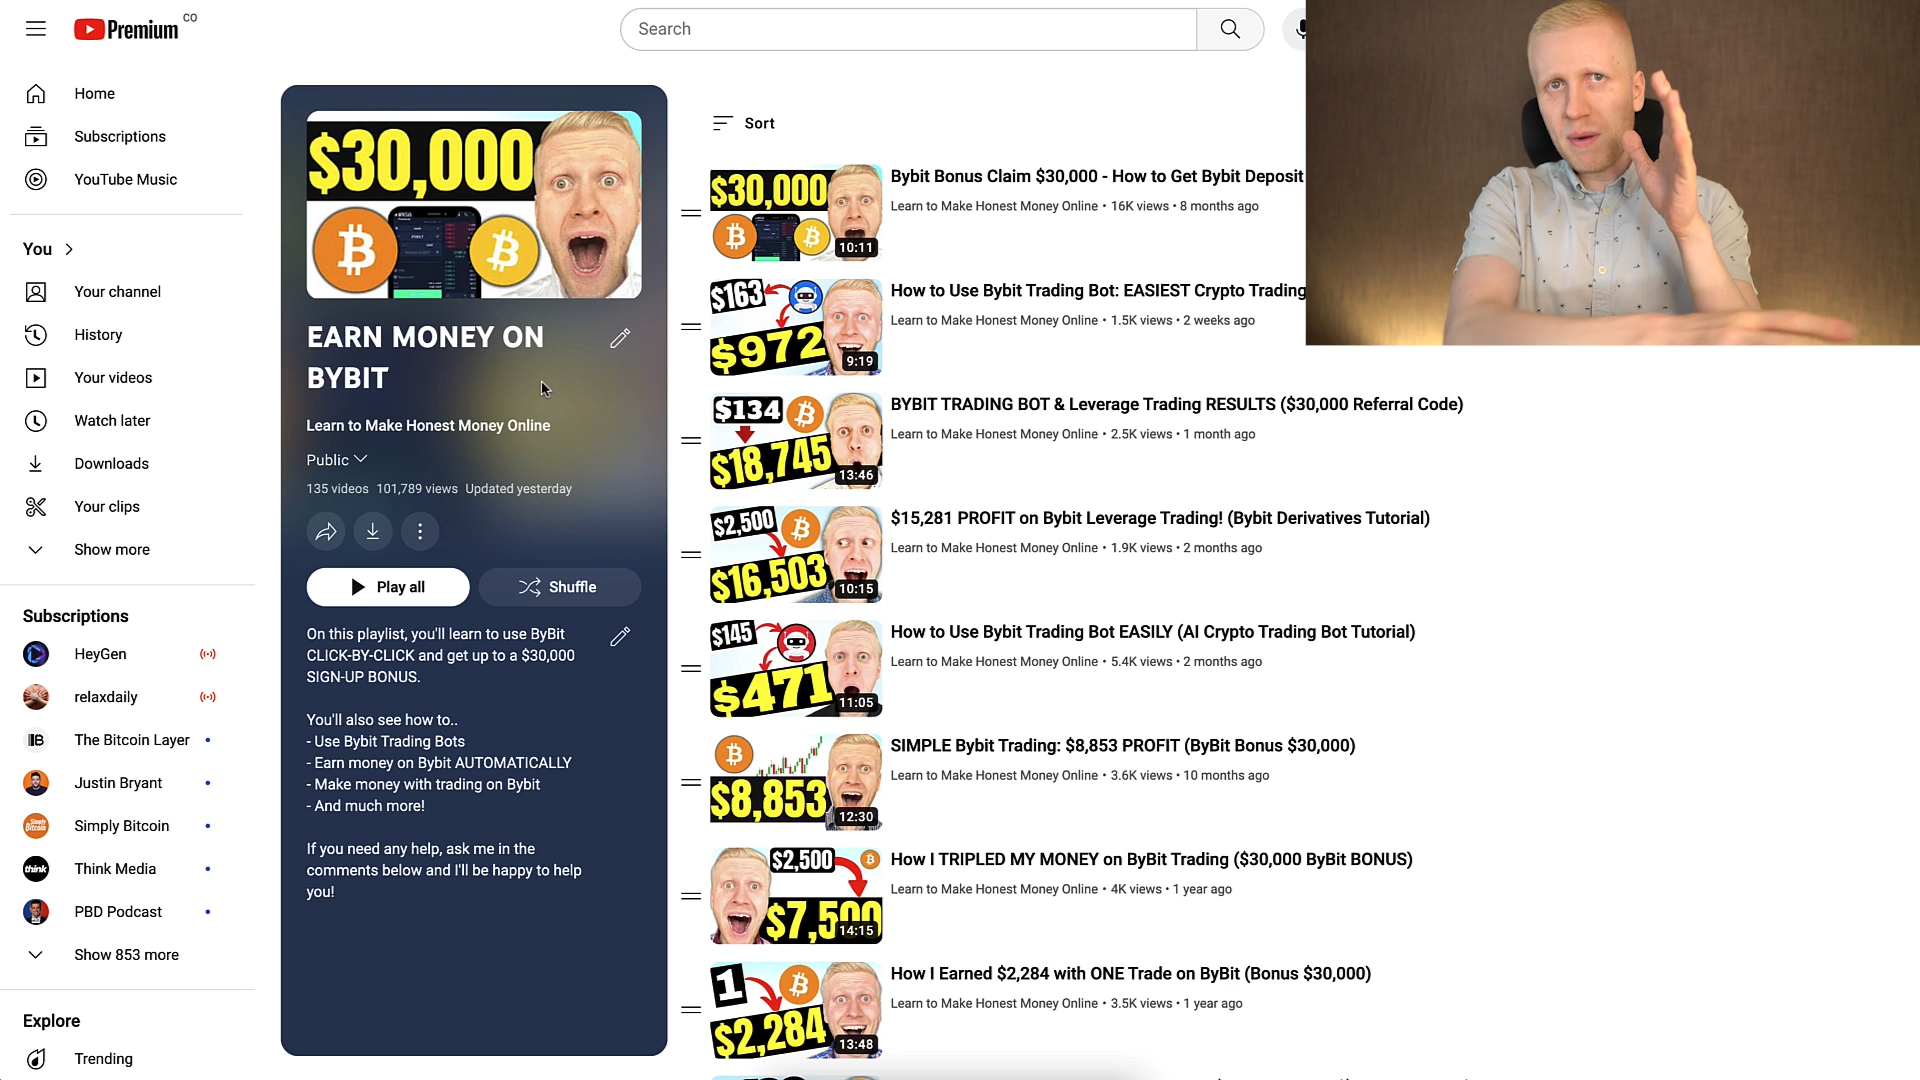 Premium
CO
Search
Home
Subscriptions
YouTube Music
You
Your channel
History
Your videos
Watch later
Downloads
Your clips
Show more
Subscriptions
HeyGen
relaxdaily
The Bitcoin Layer
Justin Bryant
Simply Bitcoin
Think Media
PBD Podcast
Show 853 more
Explore
Trending
$30,000
EARN MONEY ON
BYBIT
Learn to Make Honest Money Online
Public
135 videos 101,789 views Updated yesterday
Play all
Shuffle
On this playlist, you'll learn to use ByBit
CLICK-BY-CLICK and get up to a $30,000
SIGN-UP BONUS.
You'll also see how to..
- Use Bybit Trading Bots
- Earn money on Bybit AUTOMATICALLY
- Make money with trading on Bybit
- And much more!
If you need any help, ask me in the
comments below and I'll be happy to help
you!
Sort
$30,000
10:11
Bybit Bonus Claim $30,000 - How to Get Bybit Deposit
Learn to Make Honest Money Online • 16K views • 8 months ago
$163
$972
9:19
How to Use Bybit Trading Bot: EASIEST Crypto Trading
Learn to Make Honest Money Online • 1.5K views • 2 weeks ago
$134
$18,745
13:46
BYBIT TRADING BOT & Leverage Trading RESULTS ($30,000 Referral Code)
Learn to Make Honest Money Online • 2.5K views • 1 month ago
$2,500
$16,503
10:15
$15,281 PROFIT on Bybit Leverage Trading! (Bybit Derivatives Tutorial)
Learn to Make Honest Money Online • 1.9K views • 2 months ago
$145
$471
11:05
How to Use Bybit Trading Bot EASILY (AI Crypto Trading Bot Tutorial)
Learn to Make Honest Money Online • 5.4K views • 2 months ago
$8,853
12:30
SIMPLE Bybit Trading: $8,853 PROFIT (ByBit Bonus $30,000)
Learn to Make Honest Money Online • 3.6K views • 10 months ago
$2,500
$7,500
14:15
How I TRIPLED MY MONEY on ByBit Trading ($30,000 ByBit BONUS)
Learn to Make Honest Money Online • 4K views • 1 year ago
1
$2,284
13:48
How I Earned $2,284 with ONE Trade on ByBit (Bonus $30,000)
Learn to Make Honest Money Online • 3.5K views • 1 year ago